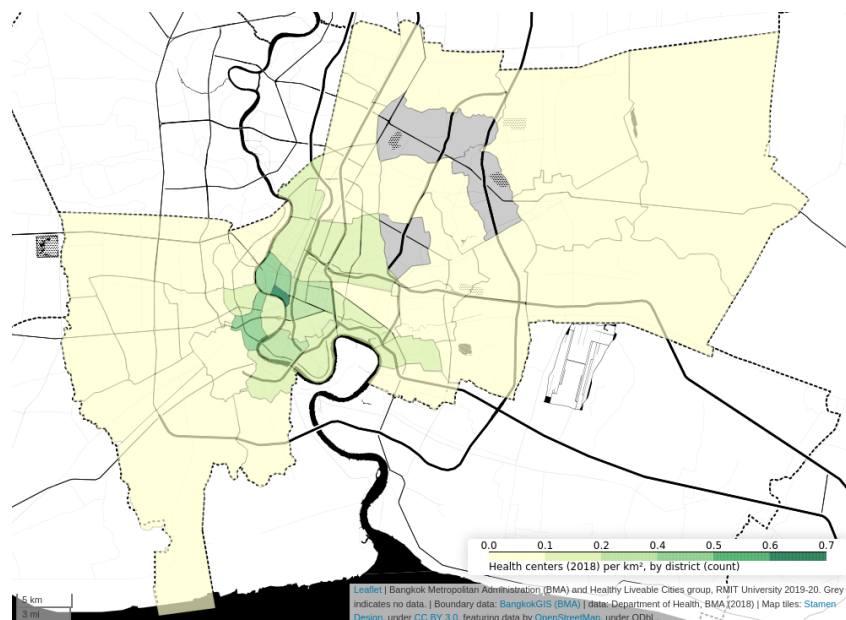 0.0 0.1 0.2 0.4 0.5 0.6 0.7
Health centers (2018) per km², by district (count)
5 km
3 mi
Leaflet | Bangkok Metropolitan Administration (BMA) and Healthy Liveable Cities group, RMIT University 2019-20. Grey
indicates no data. | Boundary data: BangkokGIS (BMA) | data: Department of Health, BMA (2018) | Map tiles: Stamen
Design, under CC BY 3.0, featuring data by OpenStreetMap, under ODbL